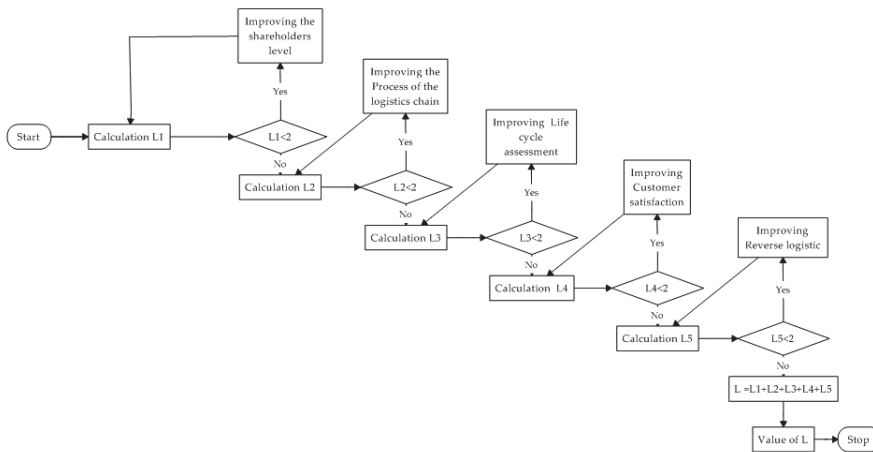 Improving the
shareholders
level
Yes
Start
Calculation L1
L1<2
No
Improving the
Process of the
logistics chain
Yes
Calculation L2
L2<2
No
Improving Life
cycle
assessment
Yes
Calculation L3
L3<2
No
Improving
Customer
satisfaction
Yes
Calculation L4
L4<2
No
Improving
Reverse logistic
Yes
Calculation L5
L5<2
No
L =L1+L2+L3+L4+L5
Value of L
Stop